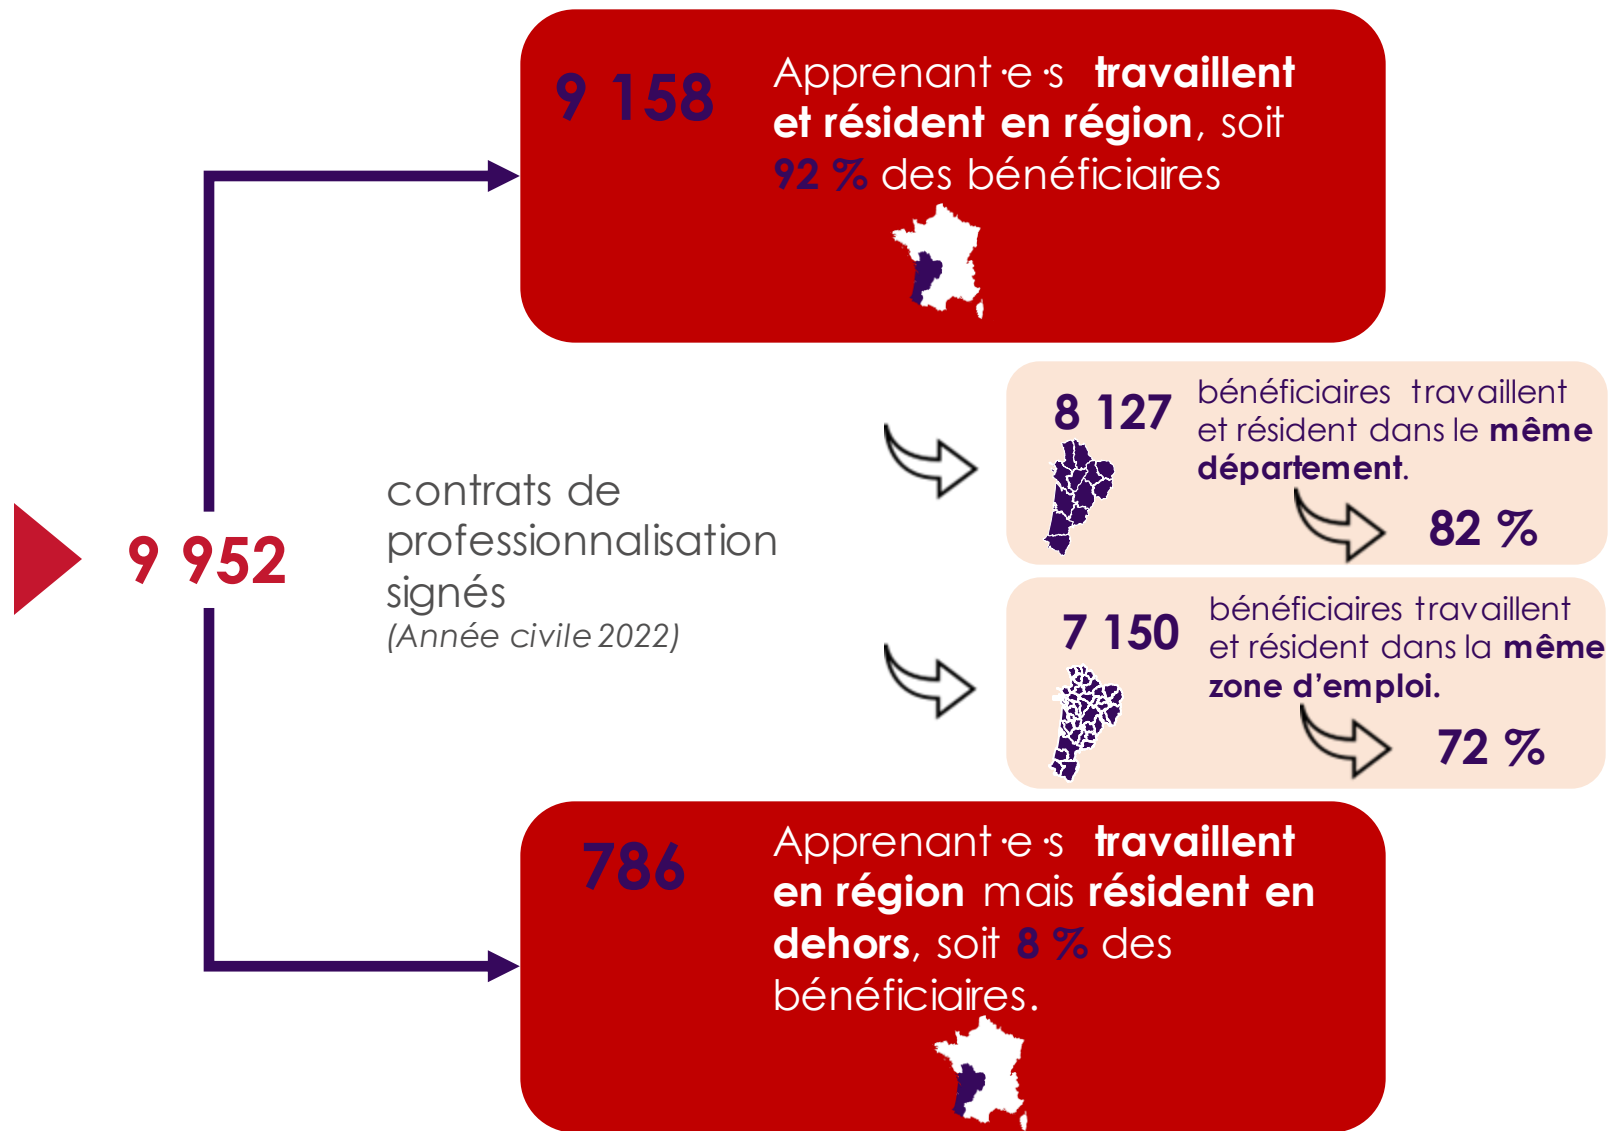 9 158
Apprenant·e·s travaillent
et résident en région, soit
92 % des bénéficiaires
8 127
bénéficiaires travaillent
et résident dans le même
département.
82 %
9 952
contrats de
professionnalisation
signés
(Année civile 2022)
7 150
bénéficiaires travaillent
et résident dans la même
zone d’emploi.
72 %
786
Apprenant·e·s travaillent
en région mais résident en
dehors, soit 8 % des
bénéficiaires.